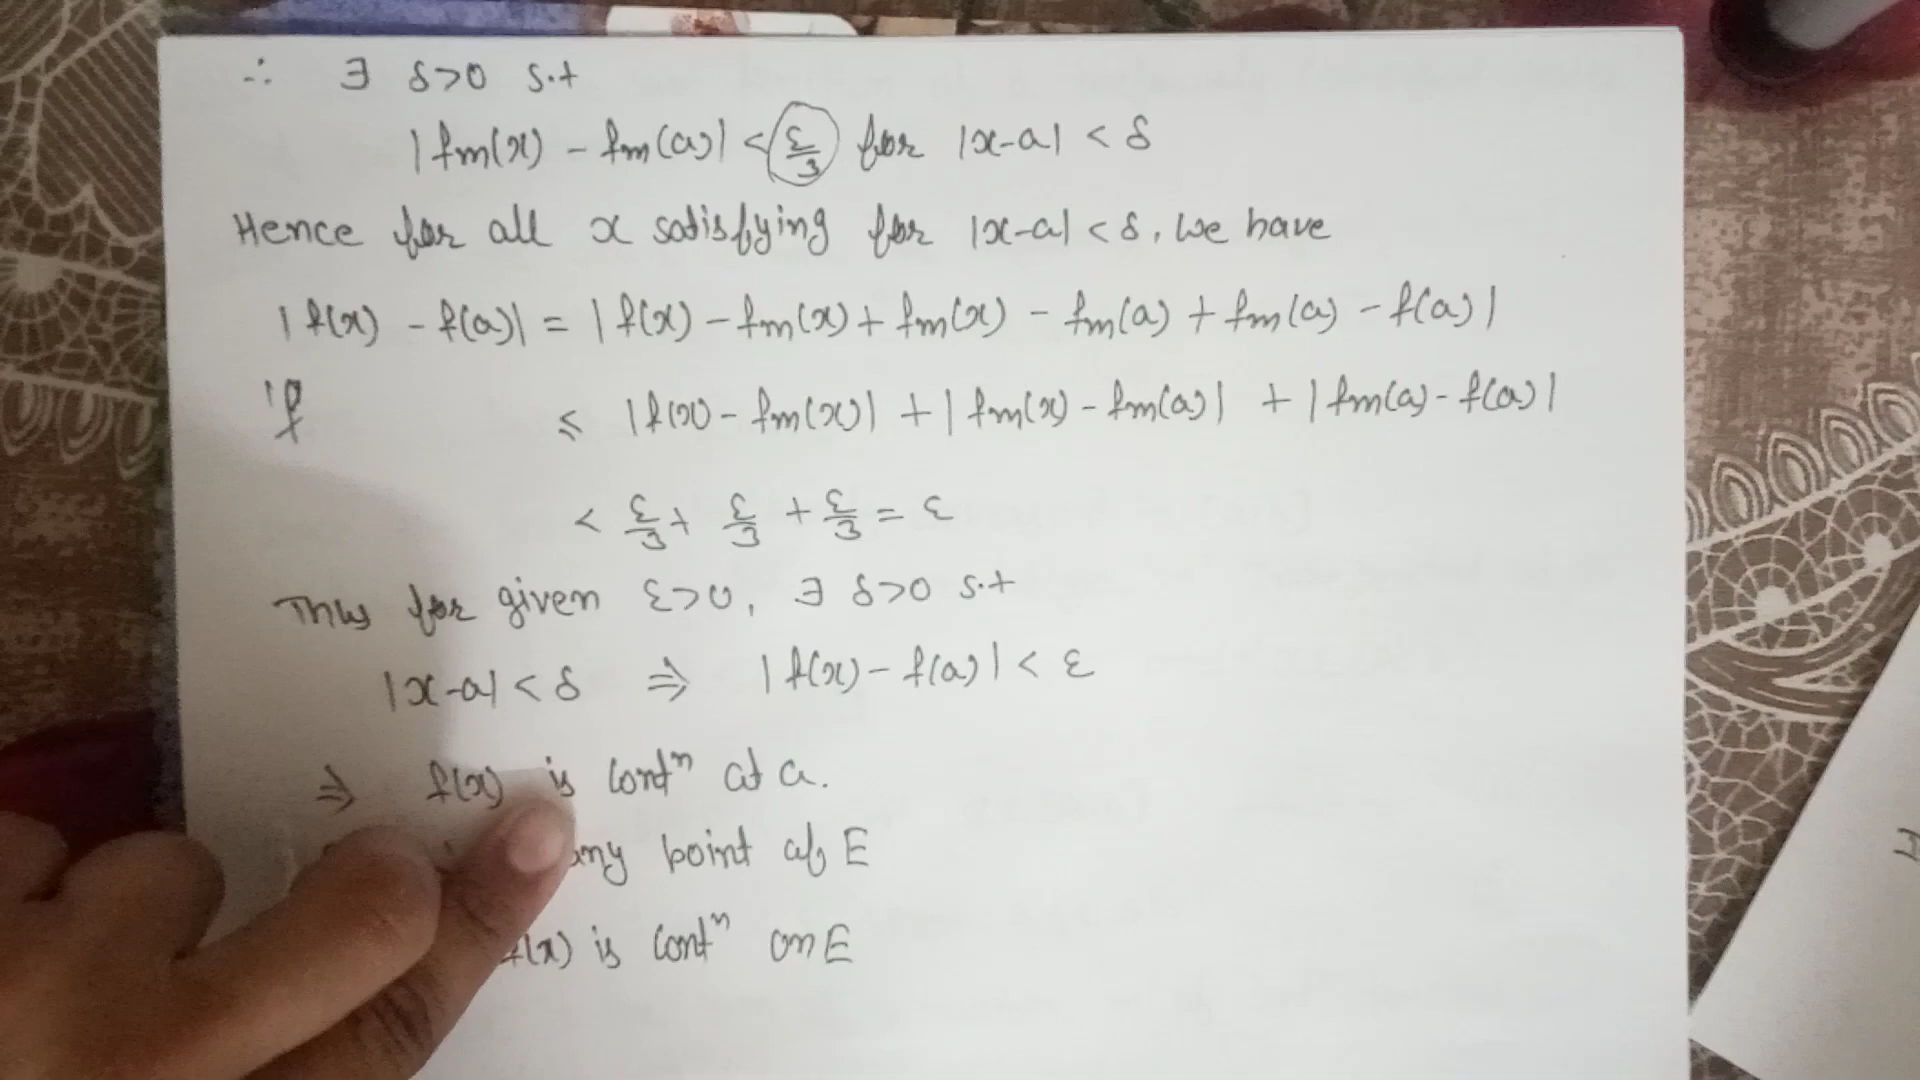 ∴ ∃ δ>0 s.t
|fm(x) - fm(a)| < ε/3 for |x-a| < δ
Hence for all x satisfying for |x-a| < δ, we have
|f(x) - f(a)| = |f(x) - fm(x) + fm(x) - fm(a) + fm(a) - f(a)|
≤ |f(x) - fm(x)| + |fm(x) - fm(a)| + |fm(a) - f(a)|
< ε/3 + ε/3 + ε/3 = ε
Thus for given ε>0, ∃ δ>0 s.t
|x-a| < δ ⇒ |f(x) - f(a)| < ε
⇒ f(x) is contⁿ at a.
any point of E
f(x) is contⁿ on E